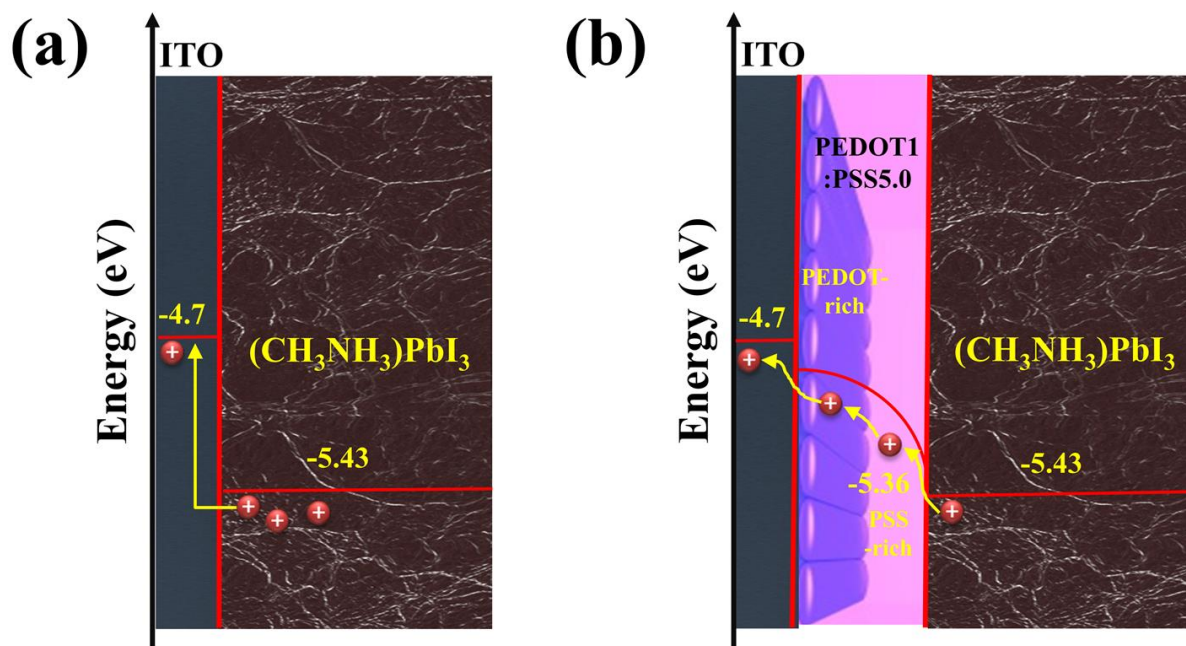 (a)
ITO
Energy (eV)
-4.7
(CH₃NH₃)PbI₃
-5.43
+
+
+
+
(b)
ITO
Energy (eV)
PEDOT1
:PSS5.0
PEDOT-
rich
-4.7
(CH₃NH₃)PbI₃
+
+
+
-5.43
-5.36
+
PSS
-rich